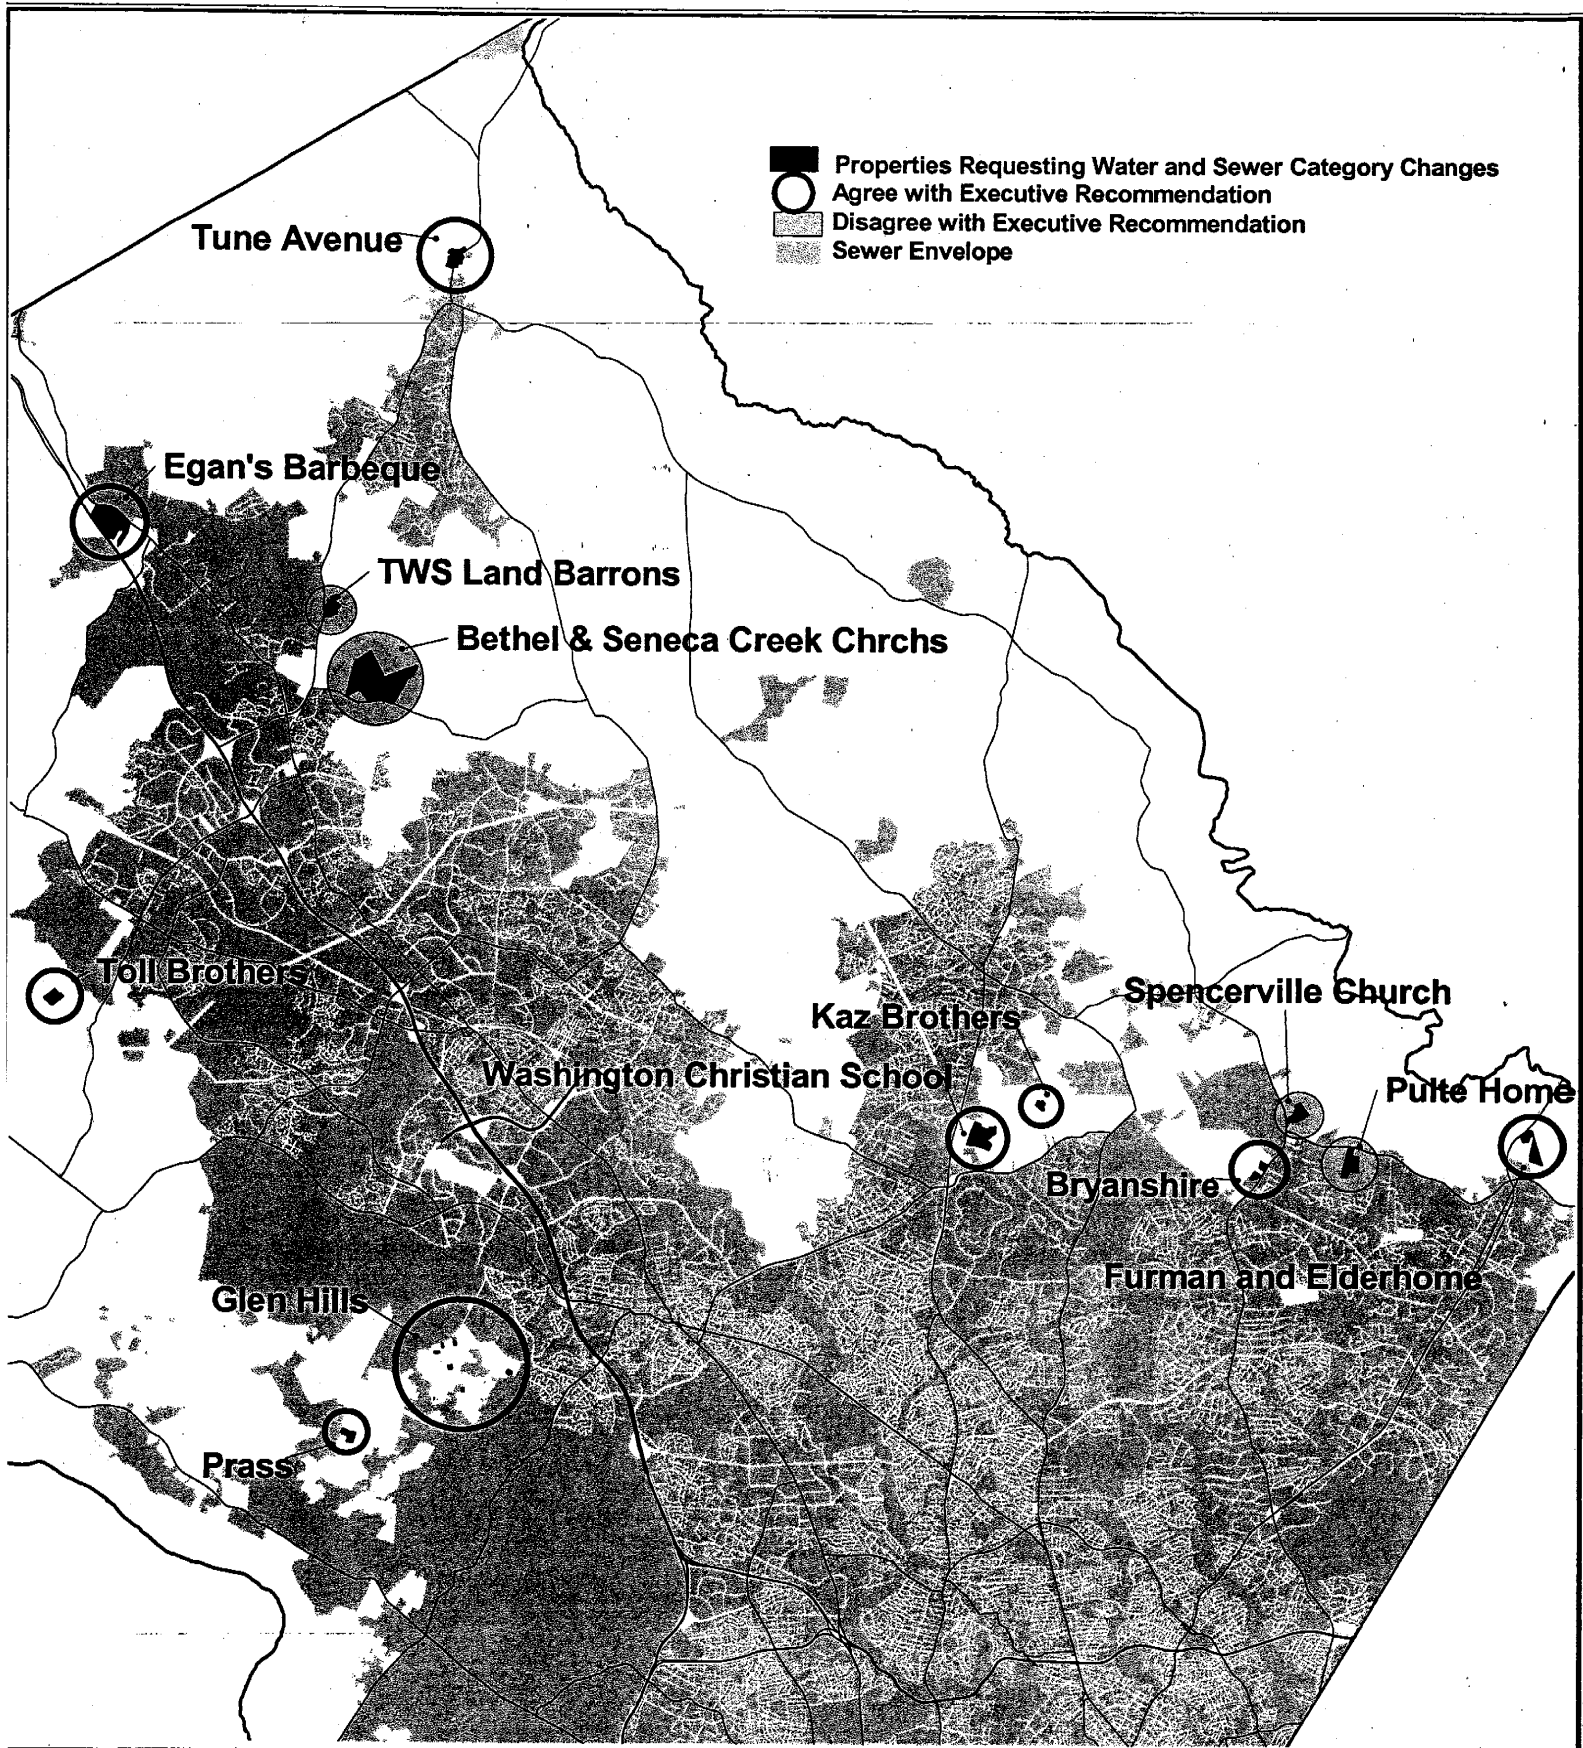 Properties Requesting Water and Sewer Category Changes
Agree with Executive Recommendation
Disagree with Executive Recommendation
Sewer Envelope
Tune Avenue
Egan's Barbeque
TWS Land Barrons
Bethel & Seneca Creek Chrchs
Toll Brothers
Spencerville Church
Kaz Brothers
Washington Christian School
Pulte Home
Bryanshire
Furman and Elderhome
Glen Hills
Prass